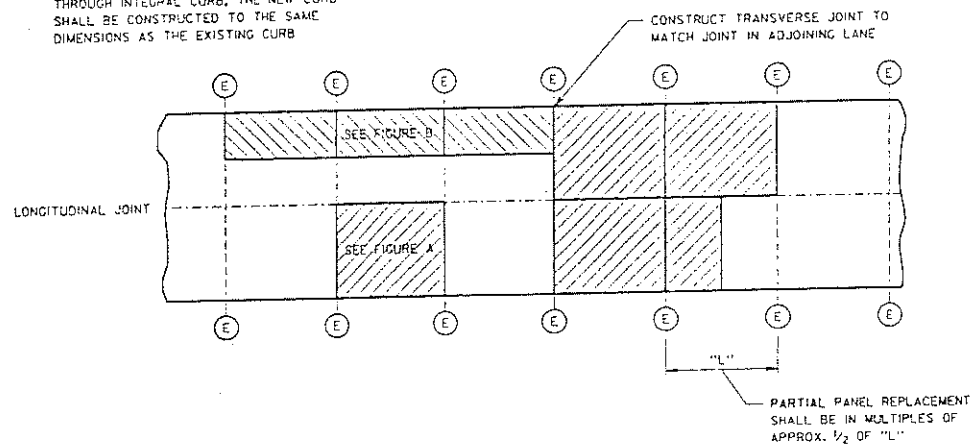 THROUGH INTEGRAL CURB, THE NEW CURB
SHALL BE CONSTRUCTED TO THE SAME
DIMENSIONS AS THE EXISTING CURB
CONSTRUCT TRANSVERSE JOINT TO
MATCH JOINT IN ADJOINING LANE
E E E E E E E
SEE FIGURE B
LONGITUDINAL JOINT
SEE FIGURE A
E E E E E E E
"L"
PARTIAL PANEL REPLACEMENT
SHALL BE IN MULTIPLES OF
APPROX. 1/2 OF "L"